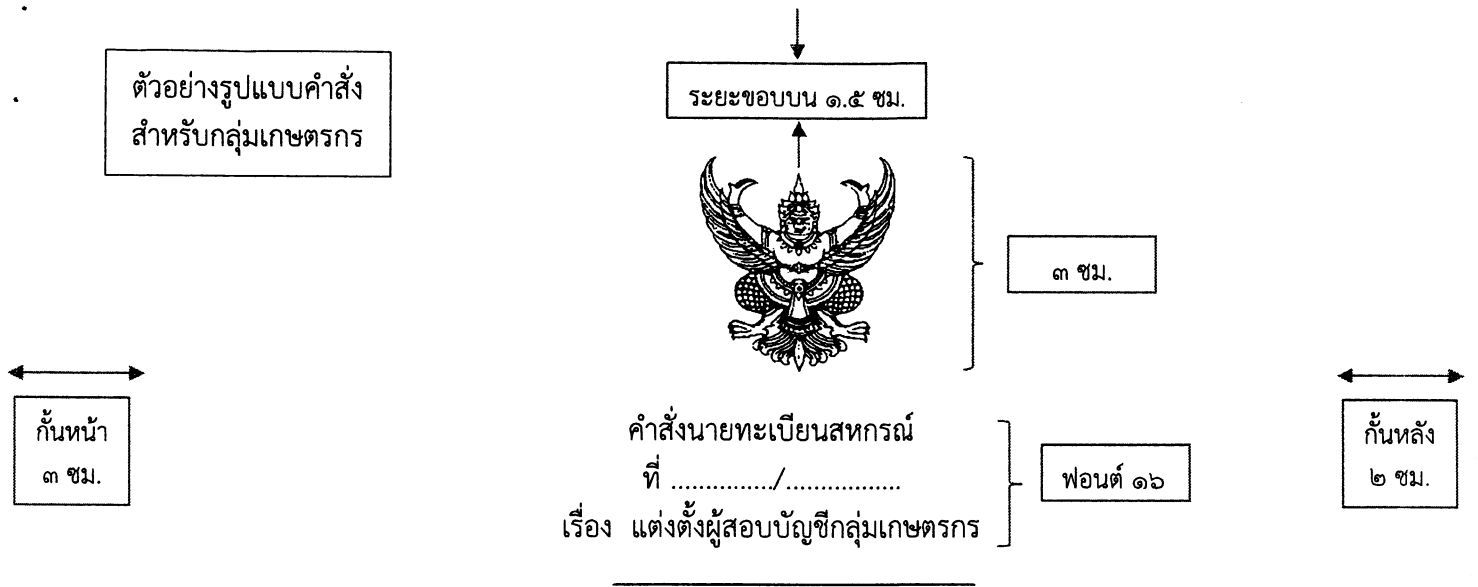 ตัวอย่างรูปแบบคำสั่ง
สำหรับกลุ่มเกษตรกร
ระยะขอบบน ๑.๕ ซม.
๓ ซม.
กั้นหน้า
๓ ซม.
กั้นหลัง
๒ ซม.
คำสั่งนายทะเบียนสหกรณ์
ที่ .............../.................
เรื่อง แต่งตั้งผู้สอบบัญชีกลุ่มเกษตรกร
ฟอนต์ ๑๖